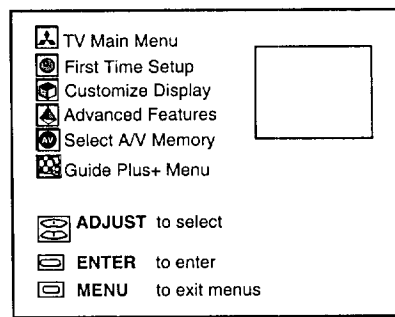 TV Main Menu
First Time Setup
Customize Display
Advanced Features
Select A/V Memory
Guide Plus+ Menu
ADJUST to select
ENTER to enter
MENU to exit menus